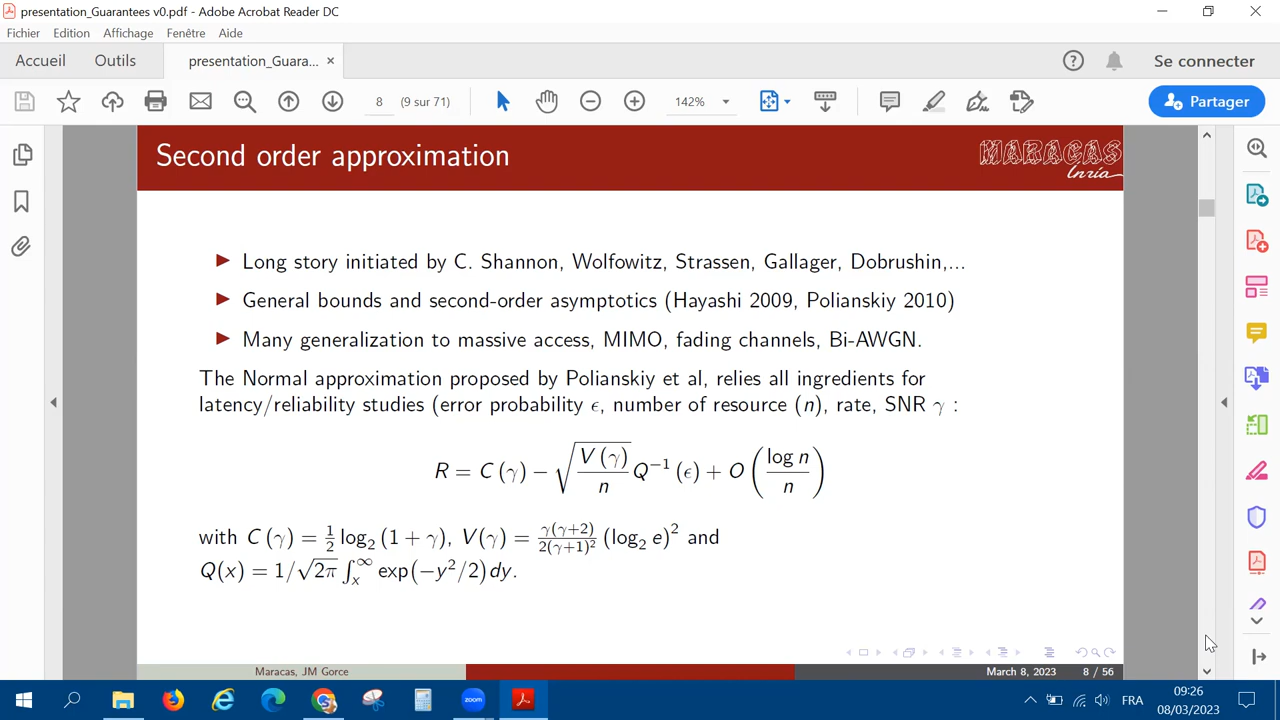 presentation_Guarantees v0.pdf - Adobe Acrobat Reader DC
Fichier Edition Affichage Fenêtre Aide
Accueil Outils presentation_Guara... × Se connecter
8 (9 sur 71) 142% Partager
Second order approximation
MARACAS
Inria
Long story initiated by C. Shannon, Wolfowitz, Strassen, Gallager, Dobrushin,...
General bounds and second-order asymptotics (Hayashi 2009, Polianskiy 2010)
Many generalization to massive access, MIMO, fading channels, Bi-AWGN.
The Normal approximation proposed by Polianskiy et al, relies all ingredients for
latency/reliability studies (error probability ϵ, number of resource (n), rate, SNR γ :
R = C (γ) − √(V (γ)/n) Q⁻¹ (ϵ) + O (log n / n)
with C (γ) = 1/2 log₂ (1 + γ), V(γ) = γ(γ+2)/2(γ+1)² (log₂ e)² and
Q(x) = 1/√2π ∫ₓ^∞ exp(−y²/2)dy.
Maracas, JM Gorce March 8, 2023 8 / 56
zoom FRA 09:26
08/03/2023